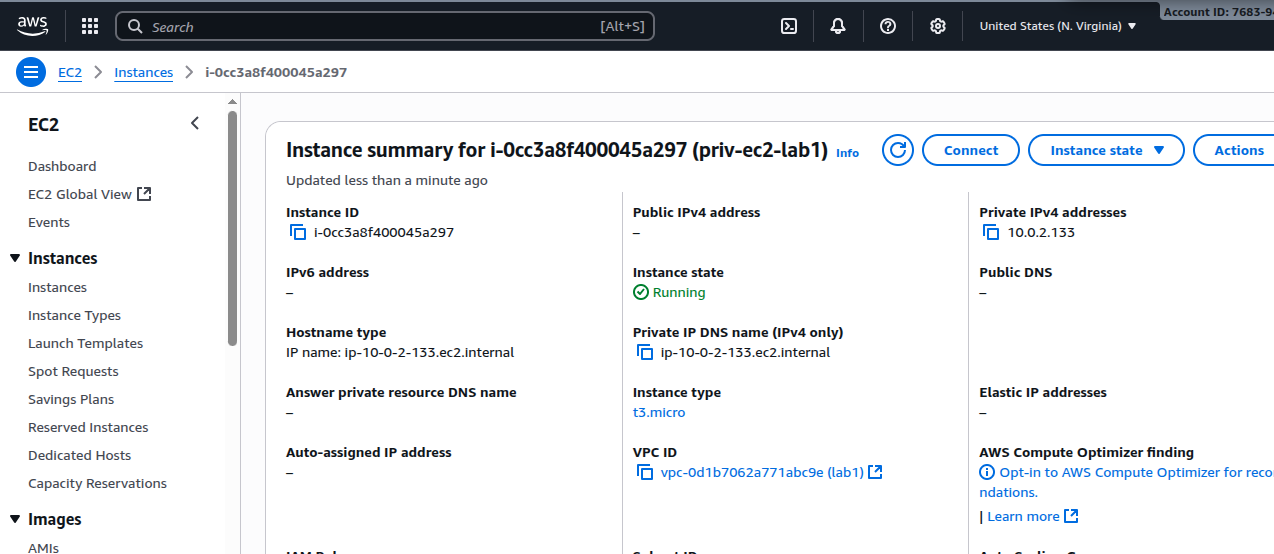 aws
Search [Alt+S]
United States (N. Virginia)
Account ID: 7683-9
EC2 Instances i-0cc3a8f400045a297
EC2
Dashboard
EC2 Global View
Events
Instances
Instances
Instance Types
Launch Templates
Spot Requests
Savings Plans
Reserved Instances
Dedicated Hosts
Capacity Reservations
Images
AMIs
Instance summary for i-0cc3a8f400045a297 (priv-ec2-lab1) Info
Connect
Instance state
Actions
Updated less than a minute ago
Instance ID
i-0cc3a8f400045a297
Public IPv4 address
–
Private IPv4 addresses
10.0.2.133
IPv6 address
–
Instance state
Running
Public DNS
–
Hostname type
IP name: ip-10-0-2-133.ec2.internal
Private IP DNS name (IPv4 only)
ip-10-0-2-133.ec2.internal
Answer private resource DNS name
–
Instance type
t3.micro
Elastic IP addresses
–
Auto-assigned IP address
–
VPC ID
vpc-0d1b7062a771abc9e (lab1)
AWS Compute Optimizer finding
Opt-in to AWS Compute Optimizer for reco
ndations.
| Learn more